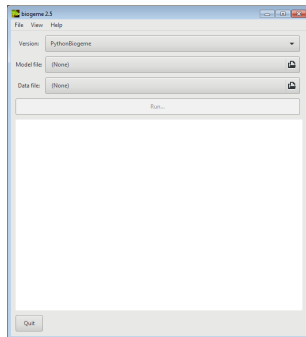 biogeme 2.5
File View Help
Version: PythonBiogeme
Model file: (None)
Data file: (None)
Run...
Quit